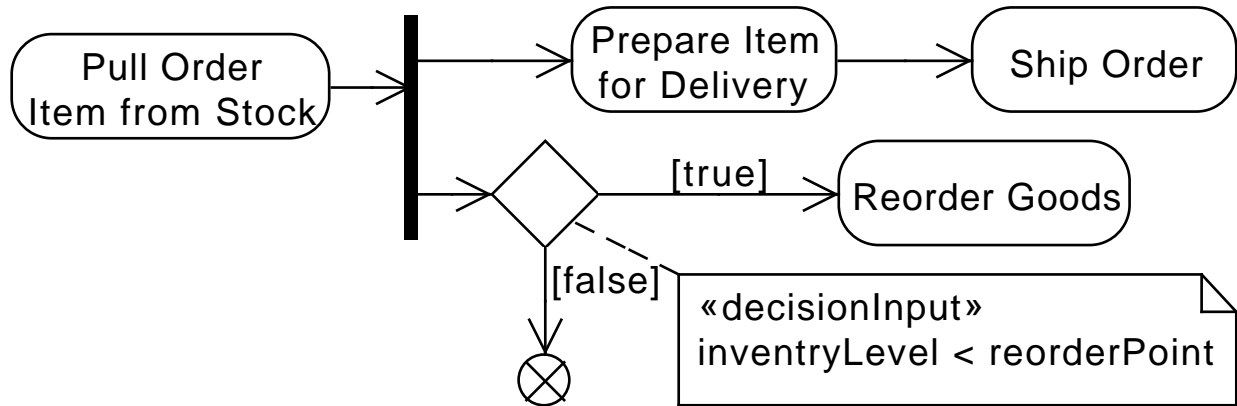 Pull Order
Item from Stock
Prepare Item
for Delivery
Ship Order
[true]
Reorder Goods
[false]
«decisionInput»
inventryLevel < reorderPoint